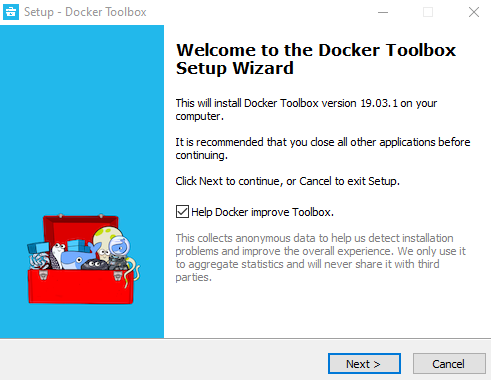 Setup - Docker Toolbox
Welcome to the Docker Toolbox
Setup Wizard
This will install Docker Toolbox version 19.03.1 on your
computer.
It is recommended that you close all other applications before
continuing.
Click Next to continue, or Cancel to exit Setup.
Help Docker improve Toolbox.
This collects anonymous data to help us detect installation
problems and improve the overall experience. We only use it
to aggregate statistics and will never share it with third
parties.
Next >
Cancel